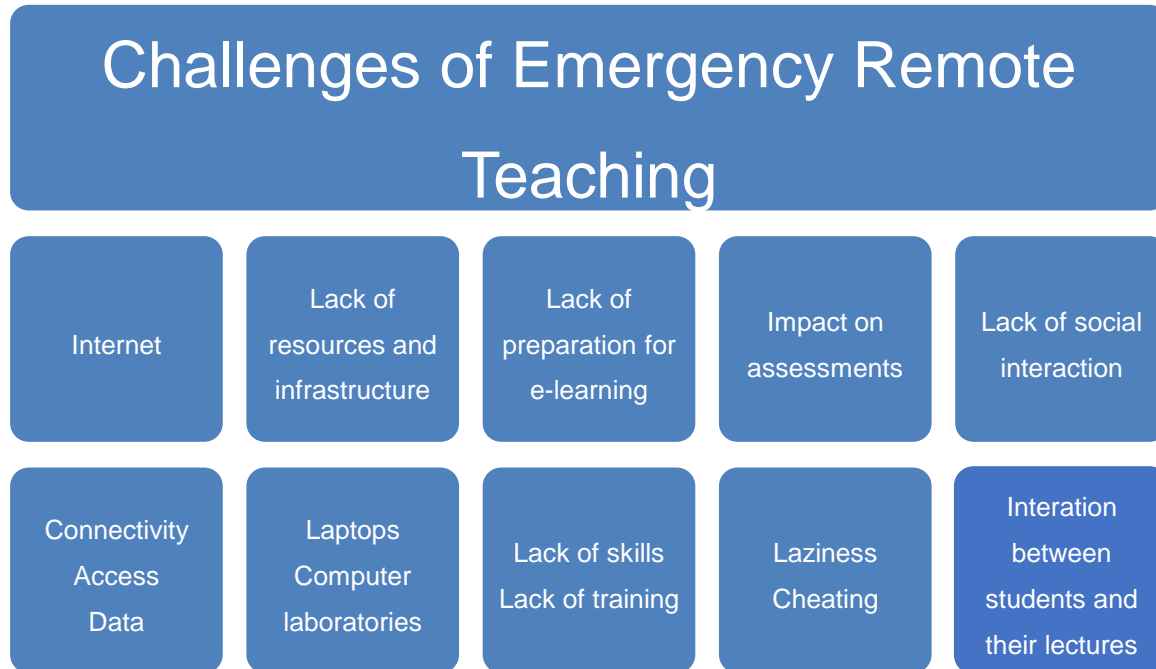 Challenges of Emergency Remote
Teaching
Internet
Lack of
resources and
infrastructure
Lack of
preparation for
e-learning
Impact on
assessments
Lack of social
interaction
Connectivity
Access
Data
Laptops
Computer
laboratories
Lack of skills
Lack of training
Laziness
Cheating
Interation
between
students and
their lectures